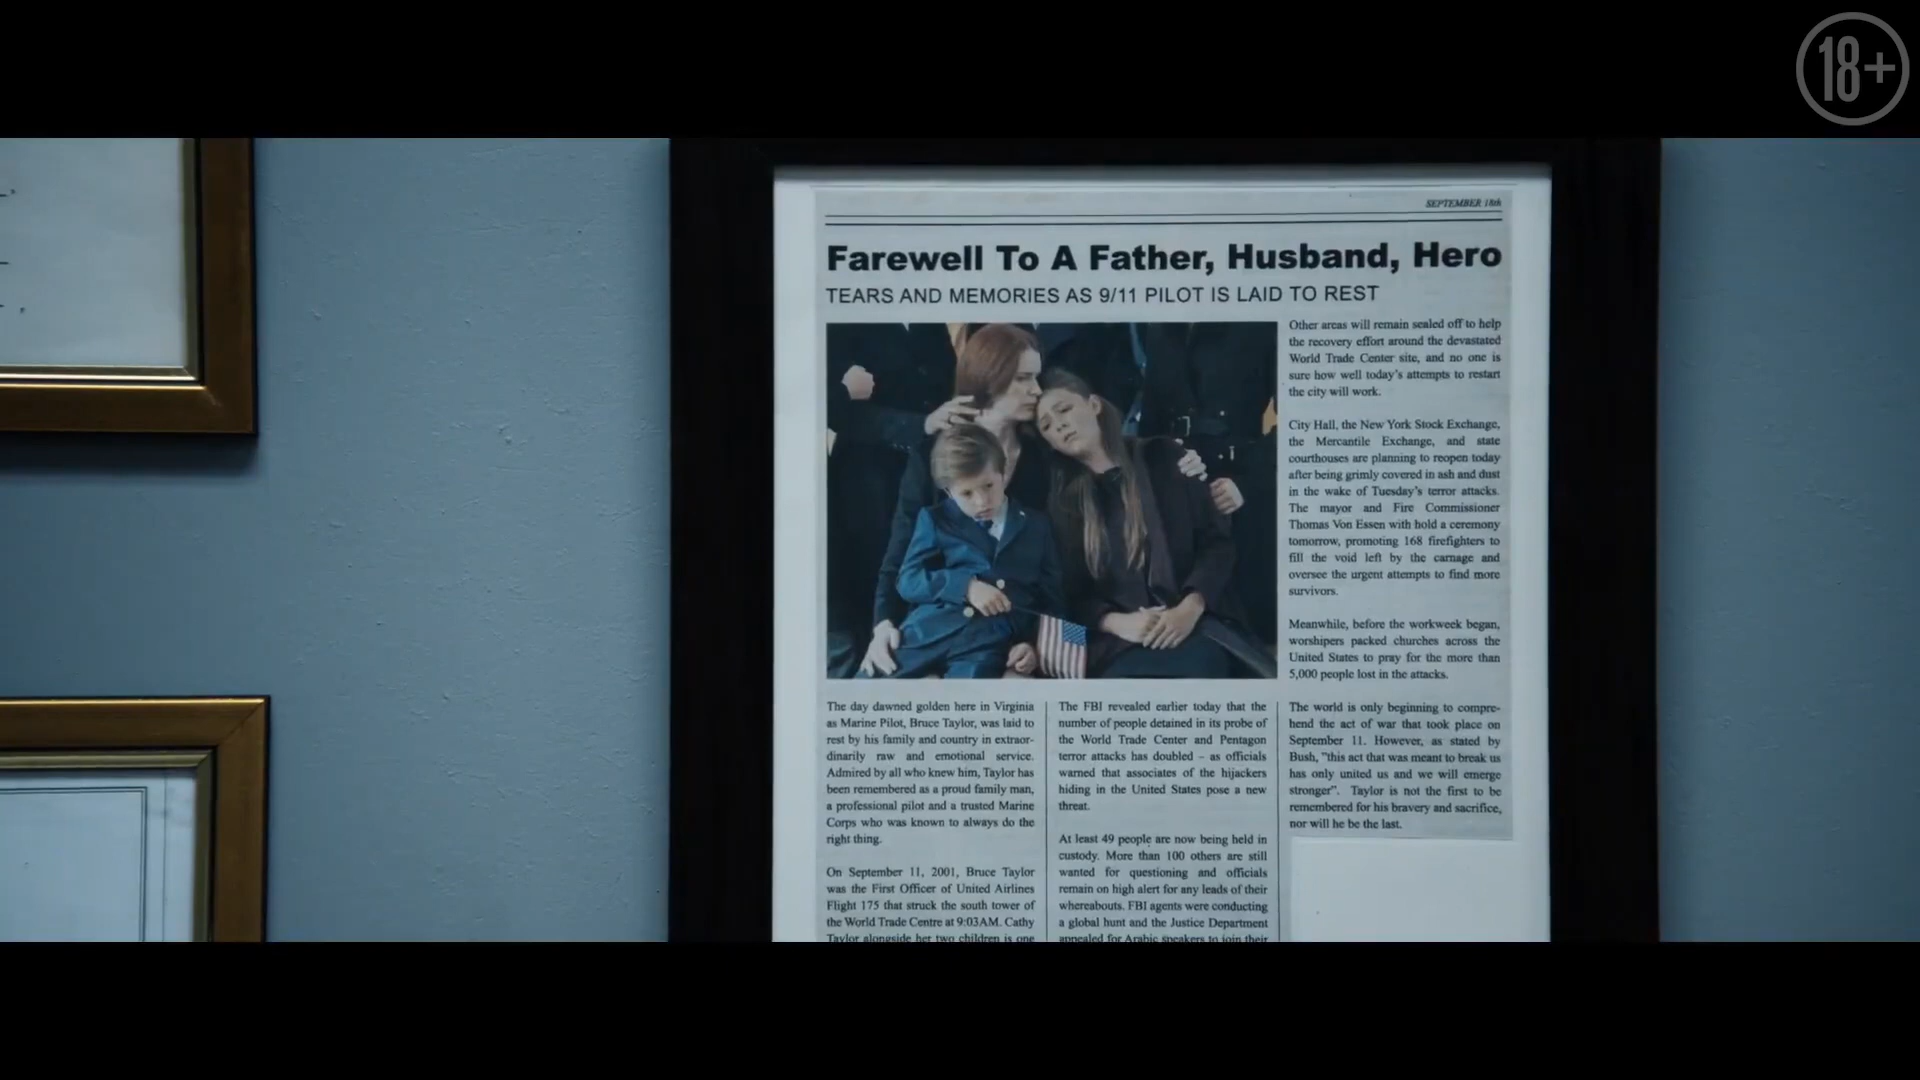 18+
SEPTEMBER 18th
Farewell To A Father, Husband, Hero
TEARS AND MEMORIES AS 9/11 PILOT IS LAID TO REST
Other areas will remain sealed off to help
the recovery effort around the devastated
World Trade Center site, and no one is
sure how well today's attempts to restart
the city will work.
City Hall, the New York Stock Exchange,
the Mercantile Exchange, and state
courthouses are planning to reopen today
after being grimly covered in ash and dust
in the wake of Tuesday's terror attacks.
The mayor and Fire Commissioner
Thomas Von Essen with hold a ceremony
tomorrow, promoting 168 firefighters to
fill the void left by the carnage and
oversee the urgent attempts to find more
survivors.
Meanwhile, before the workweek began,
worshipers packed churches across the
United States to pray for the more than
5,000 people lost in the attacks.
The day dawned golden here in Virginia
as Marine Pilot, Bruce Taylor, was laid to
rest by his family and country in extraor-
dinarily raw and emotional service.
Admired by all who knew him, Taylor has
been remembered as a proud family man,
a professional pilot and a trusted Marine
Corps who was known to always do the
right thing.
On September 11, 2001, Bruce Taylor
was the First Officer of United Airlines
Flight 175 that struck the south tower of
the World Trade Centre at 9:03AM. Cathy
Taylor alongside her two children is one
The FBI revealed earlier today that the
number of people detained in its probe of
the World Trade Center and Pentagon
terror attacks has doubled – as officials
warned that associates of the hijackers
hiding in the United States pose a new
threat.
At least 49 people are now being held in
custody. More than 100 others are still
wanted for questioning and officials
remain on high alert for any leads of their
whereabouts. FBI agents were conducting
a global hunt and the Justice Department
appealed for Arabic speakers to join their
The world is only beginning to compre-
hend the act of war that took place on
September 11. However, as stated by
Bush, "this act that was meant to break us
has only united us and we will emerge
stronger". Taylor is not the first to be
remembered for his bravery and sacrifice,
nor will he be the last.